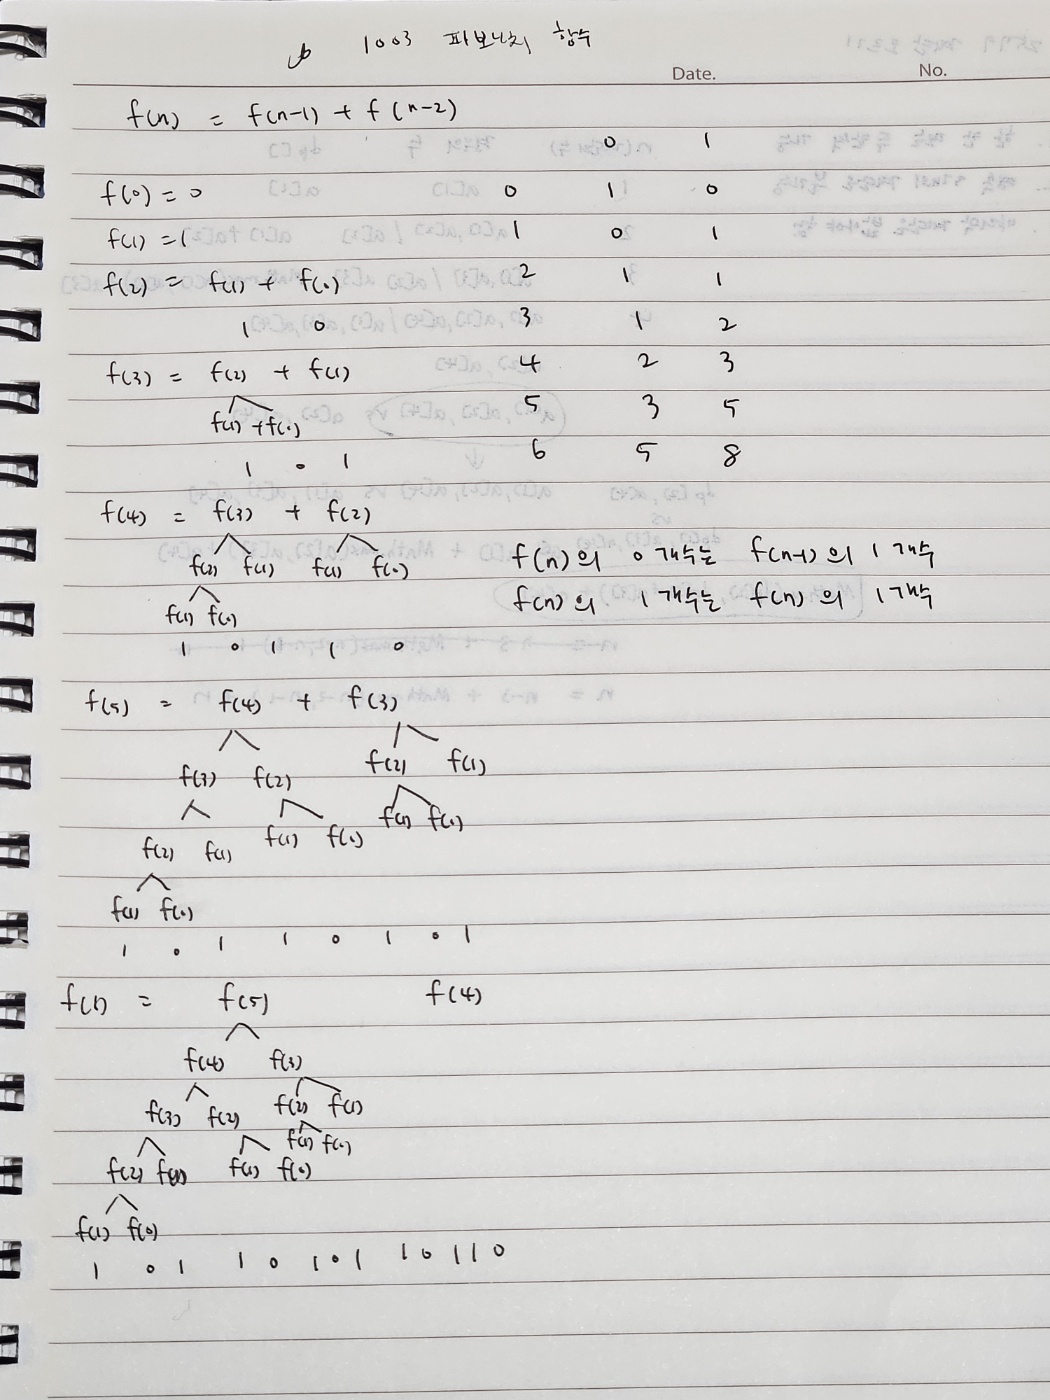 1003 파보나치 함수
Date. No.
f(n) = f(n-1) + f(n-2)
0 1
f(0) = 0 0 1 0
f(1) = 1 1 0 1
f(2) = f(1) + f(0) 2 1 1
1 0 3 1 2
f(3) = f(2) + f(1) 4 2 3
f(1) + f(0) 5 3 5
1 0 1 6 5 8
f(4) = f(3) + f(2)
f(2) f(1) f(1) f(0) f(n)의 0개수는 f(n-1)의 1개수
f(1) f(0) f(n)의 1개수는 f(n)의 1개수
1 0 1 1 0
f(5) = f(4) + f(3)
f(3) f(2) f(2) f(1)
f(2) f(1) f(1) f(0) f(1) f(0)
f(1) f(0)
1 0 1 1 0 1 0 1
f(6) = f(5) f(4)
f(4) f(3)
f(3) f(2) f(2) f(1)
f(1) f(0)
f(2) f(1) f(1) f(0)
f(1) f(0)
1 0 1 1 0 1 0 1 1 0 1 1 0